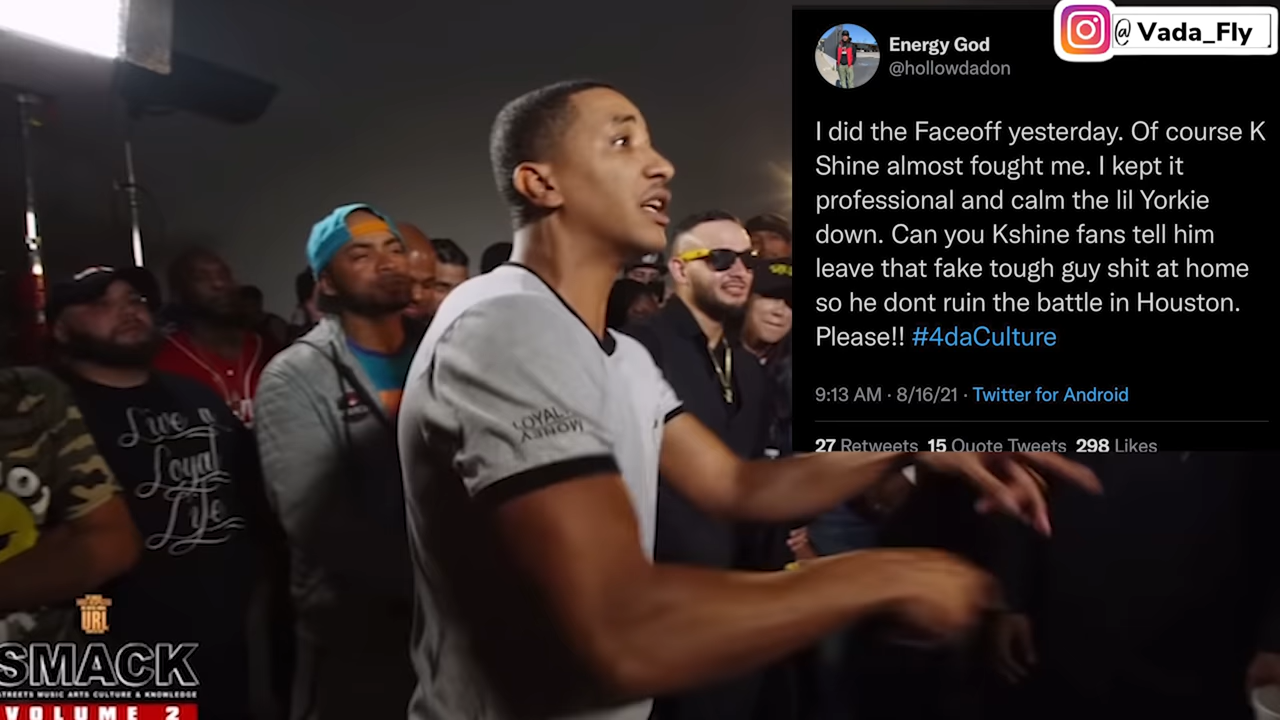 @ Vada_Fly
Energy God
@hollowdadon
I did the Faceoff yesterday. Of course K
Shine almost fought me. I kept it
professional and calm the lil Yorkie
down. Can you Kshine fans tell him
leave that fake tough guy shit at home
so he dont ruin the battle in Houston.
Please!! #4daCulture
9:13 AM · 8/16/21 · Twitter for Android
27 Retweets 15 Quote Tweets 298 Likes
LOYAL
MONEY
Live a
Loyal
Life
URL
SMACK
STREETS MUSIC ARTS CULTURE & KNOWLEDGE
VOLUME 2